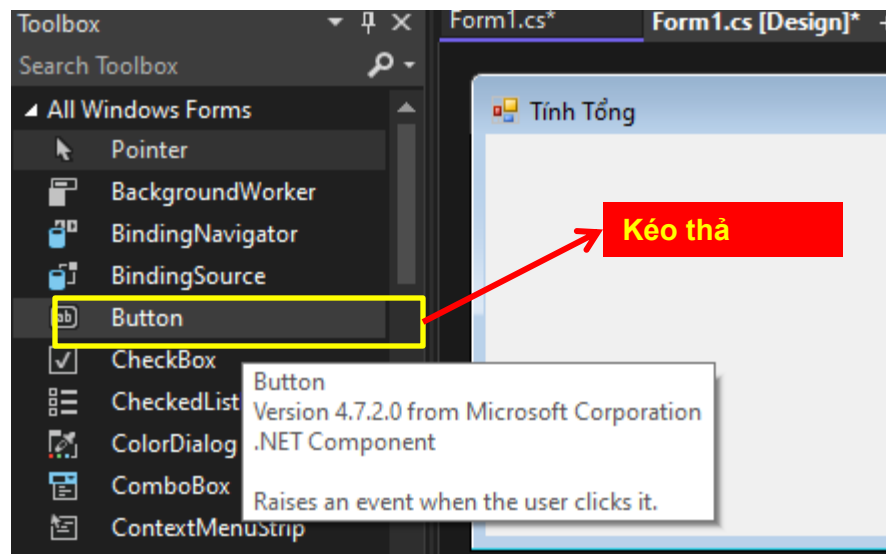 Toolbox
Form1.cs*
Form1.cs [Design]*
Search Toolbox
All Windows Forms
Tính Tổng
Pointer
BackgroundWorker
Kéo thả
BindingNavigator
BindingSource
Button
CheckBox
Button
CheckedList
Version 4.7.2.0 from Microsoft Corporation
ColorDialog
.NET Component
ComboBox
Raises an event when the user clicks it.
ContextMenuStrip